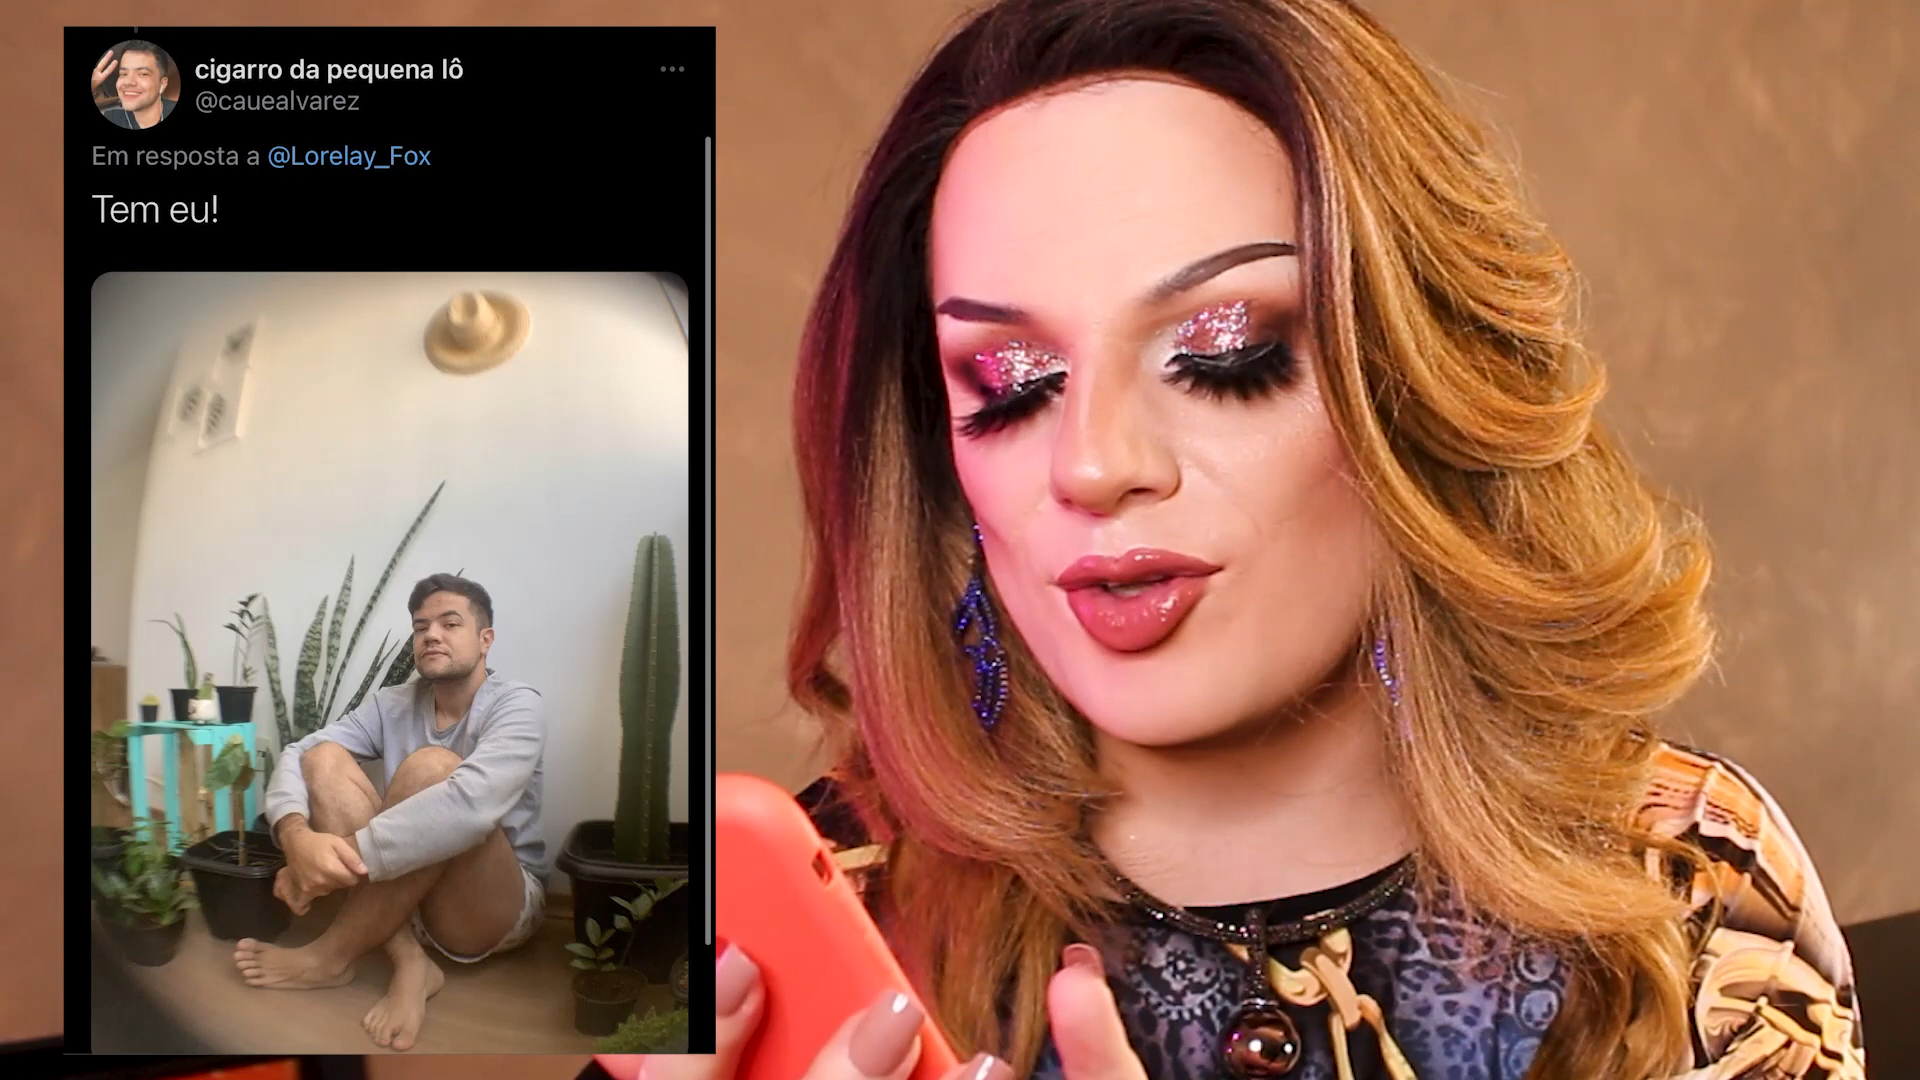 cigarro da pequena lô
@cauealvarez
Em resposta a @Lorelay_Fox
Tem eu!